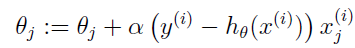 θ_j := θ_j + α (y^(i) − h_θ(x^(i))) x_j^(i)